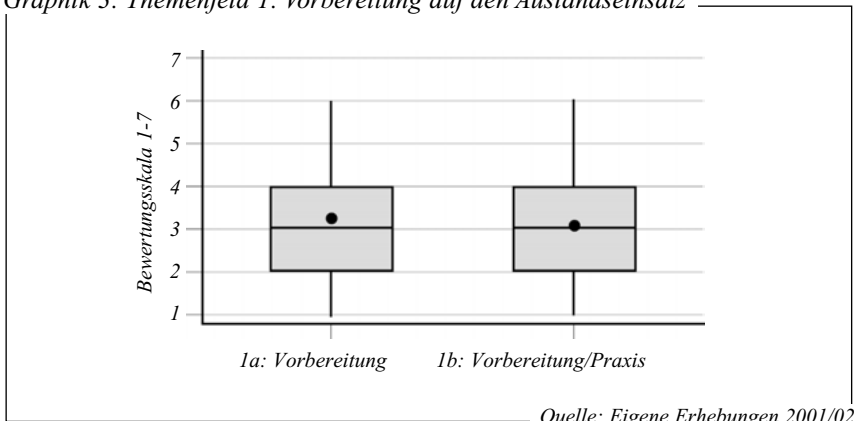 Graphik 3: Themenfeld 1: Vorbereitung auf den Auslandseinsatz
Bewertungsskala 1-7
7
6
5
4
3
2
1
1a: Vorbereitung 1b: Vorbereitung/Praxis
Quelle: Eigene Erhebungen 2001/02